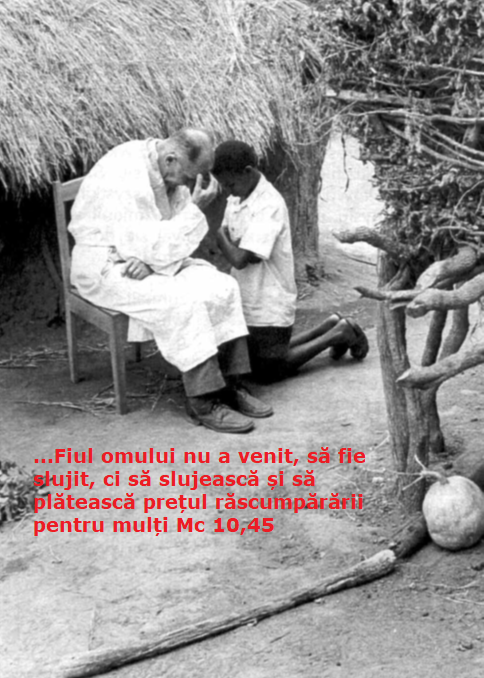 ...Fiul omului nu a venit, să fie
slujit, ci să slujească și să
plătească prețul răscumpărării
pentru mulți Mc 10,45